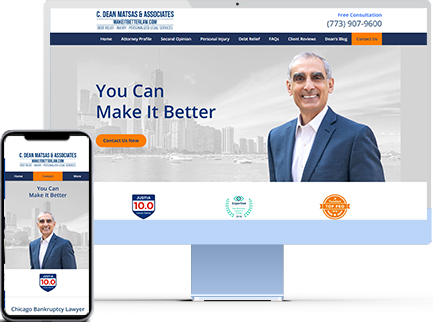 C. DEAN MATSAS & ASSOCIATES
MAKEITBETTERLAW.COM
DEBT RELIEF - INJURY - PERSONALIZED LEGAL SERVICES
Free Consultation
(773) 907-9600
Home Attorney Profile Second Opinion Personal Injury Debt Relief FAQs Client Reviews Dean's Blog Contact Us
You Can
Make It Better
Contact Us Now
JUSTIA
10.0
Expertise
TOP PRO
C. DEAN MATSAS & ASSOCIATES
MAKEITBETTERLAW.COM
Home Contact More
You Can
Make It Better
JUSTIA
10.0
Chicago Bankruptcy Lawyer